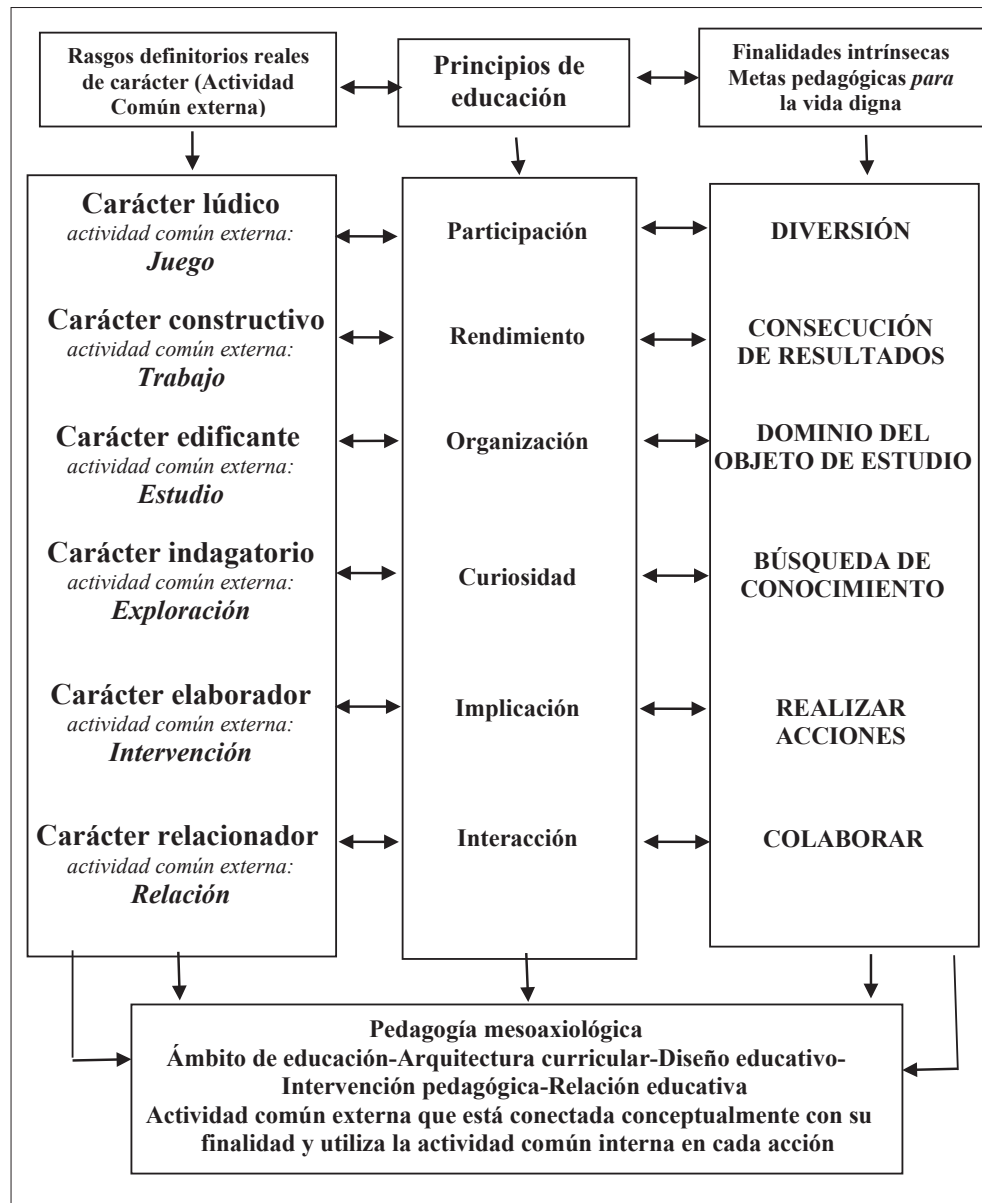 Rasgos definitorios reales
de carácter (Actividad
Común externa)
Principios de
educación
Finalidades intrínsecas
Metas pedagógicas para
la vida digna
Carácter lúdico
actividad común externa:
Juego
Participación
DIVERSIÓN
Carácter constructivo
actividad común externa:
Trabajo
Rendimiento
CONSECUCIÓN
DE RESULTADOS
Carácter edificante
actividad común externa:
Estudio
Organización
DOMINIO DEL
OBJETO DE ESTUDIO
Carácter indagatorio
actividad común externa:
Exploración
Curiosidad
BÚSQUEDA DE
CONOCIMIENTO
Carácter elaborador
actividad común externa:
Intervención
Implicación
REALIZAR
ACCIONES
Carácter relacionador
actividad común externa:
Relación
Interacción
COLABORAR
Pedagogía mesoaxiológica
Ámbito de educación-Arquitectura curricular-Diseño educativo-
Intervención pedagógica-Relación educativa
Actividad común externa que está conectada conceptualmente con su
finalidad y utiliza la actividad común interna en cada acción